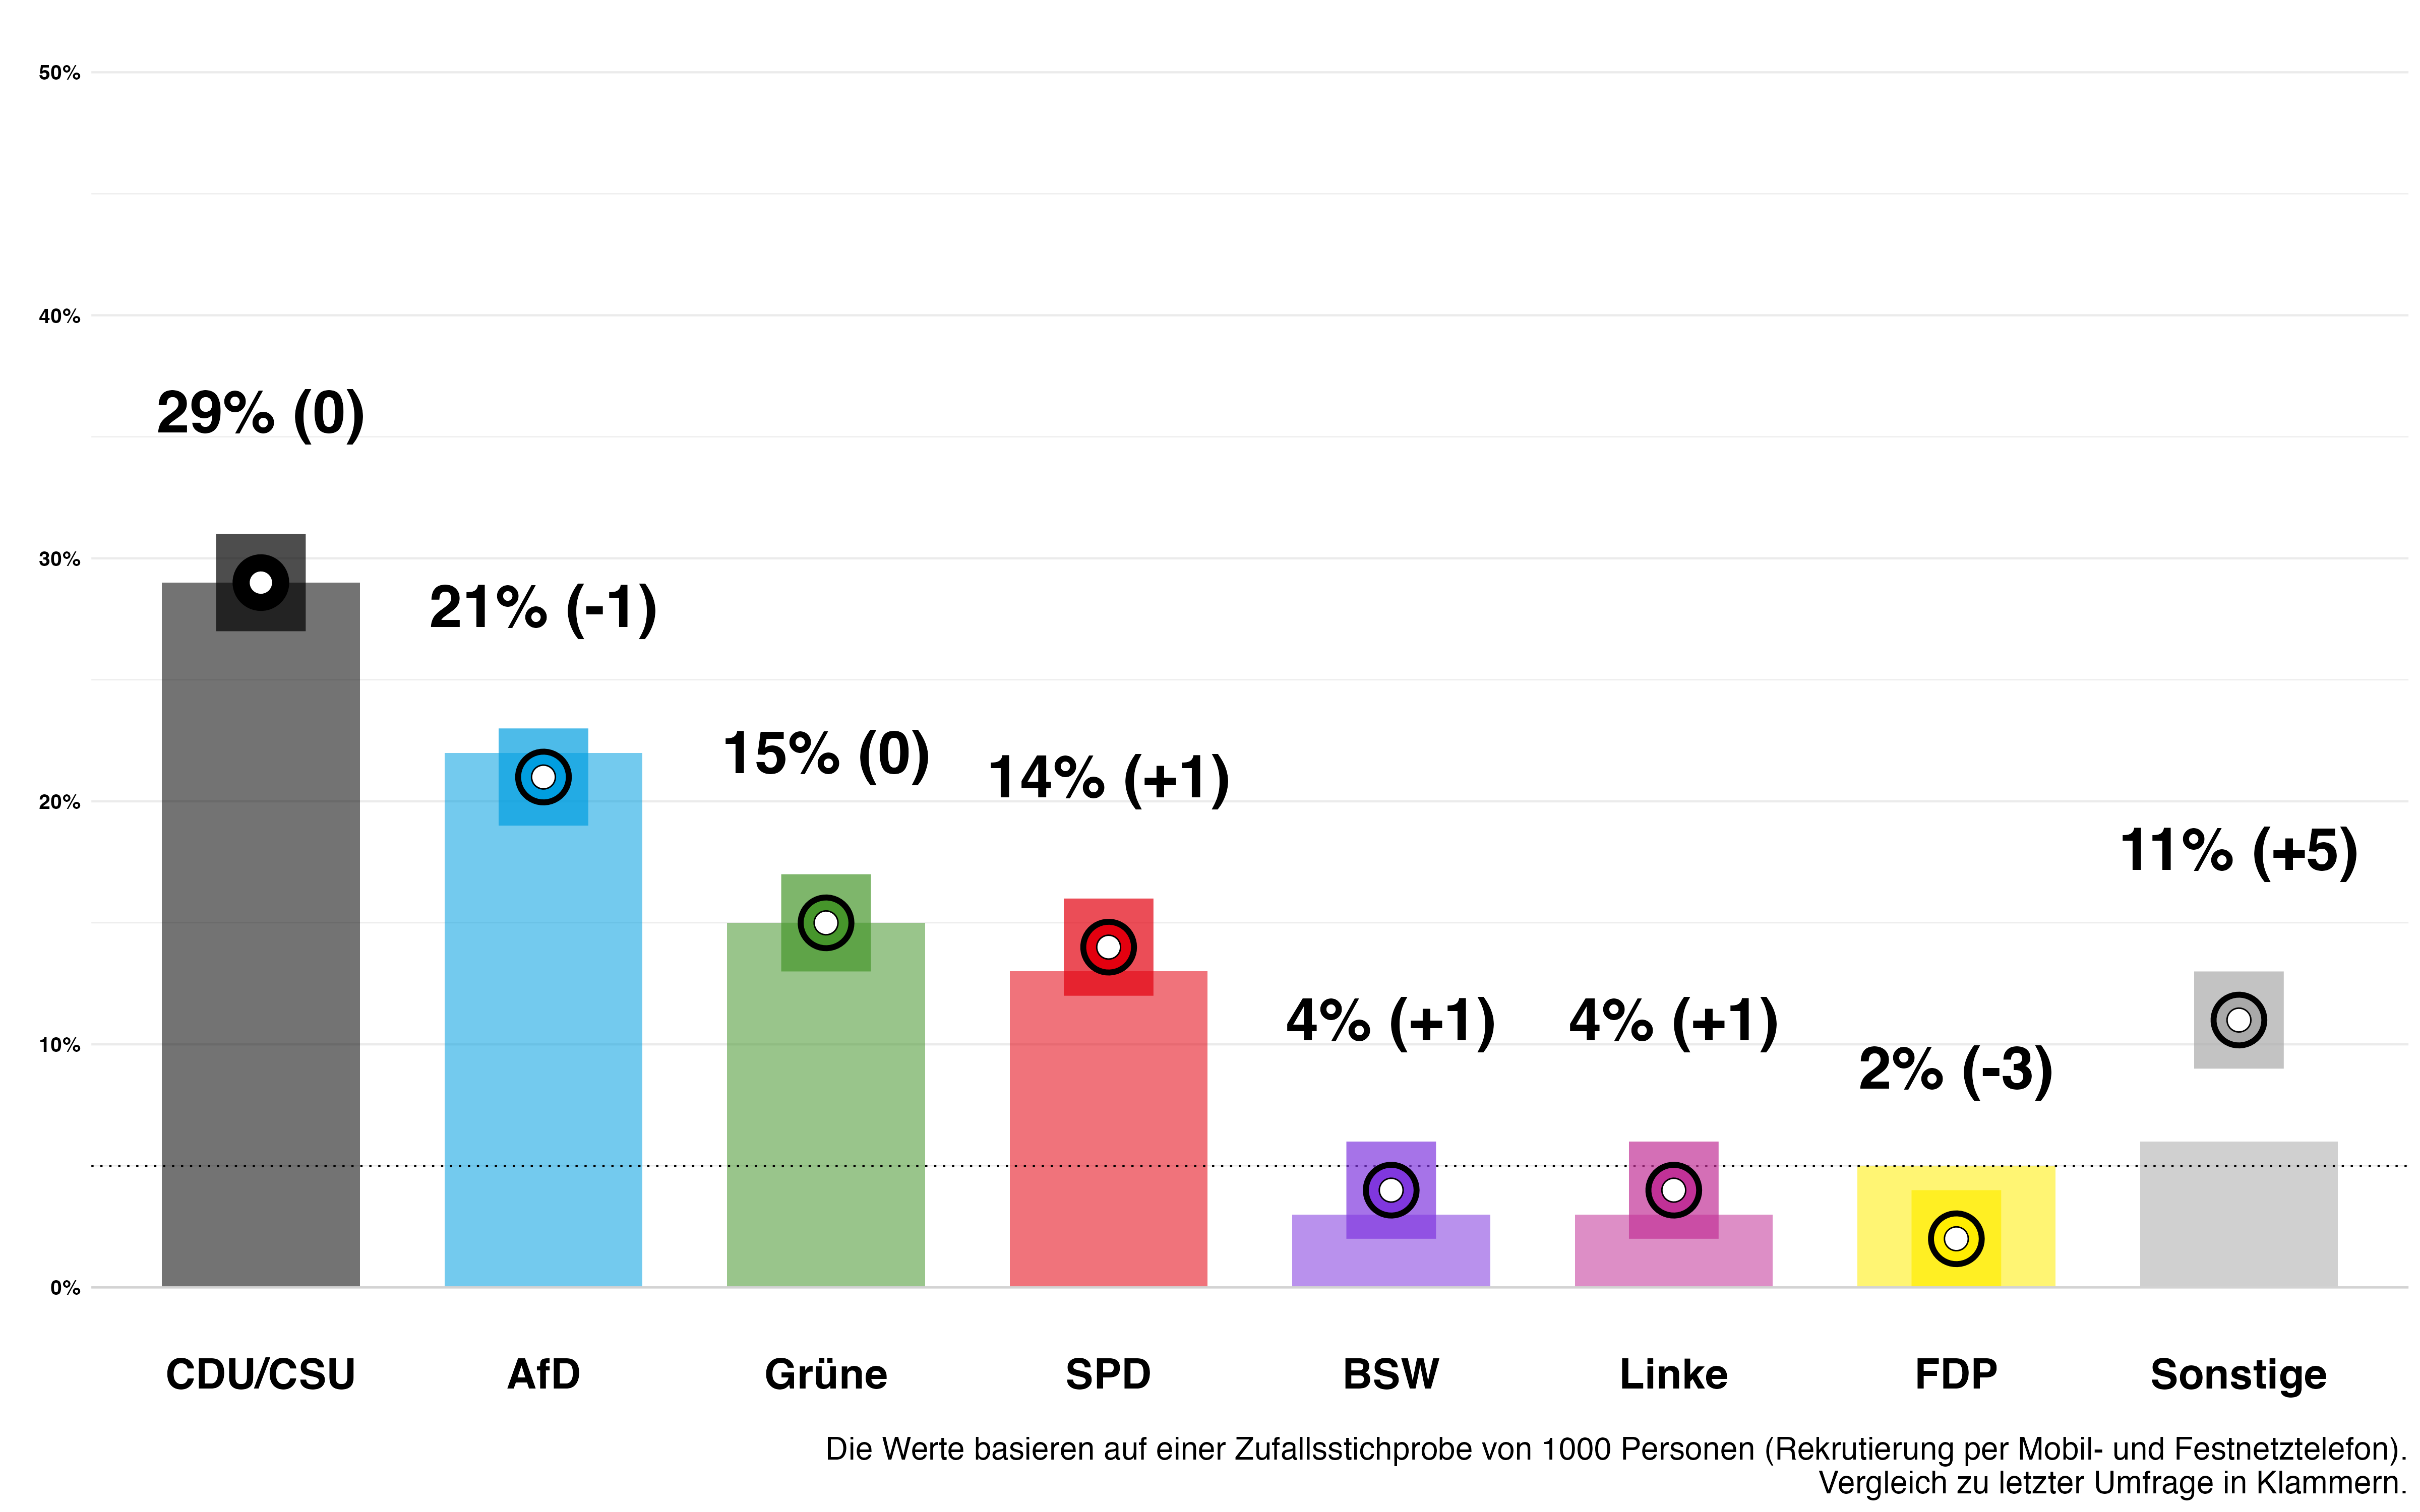 50%
40%
30%
20%
10%
0%
29% (0)
21% (-1)
15% (0)
14% (+1)
4% (+1)
4% (+1)
2% (-3)
11% (+5)
CDU/CSU
AfD
Grüne
SPD
BSW
Linke
FDP
Sonstige
Die Werte basieren auf einer Zufallsstichprobe von 1000 Personen (Rekrutierung per Mobil- und Festnetztelefon).
Vergleich zu letzter Umfrage in Klammern.